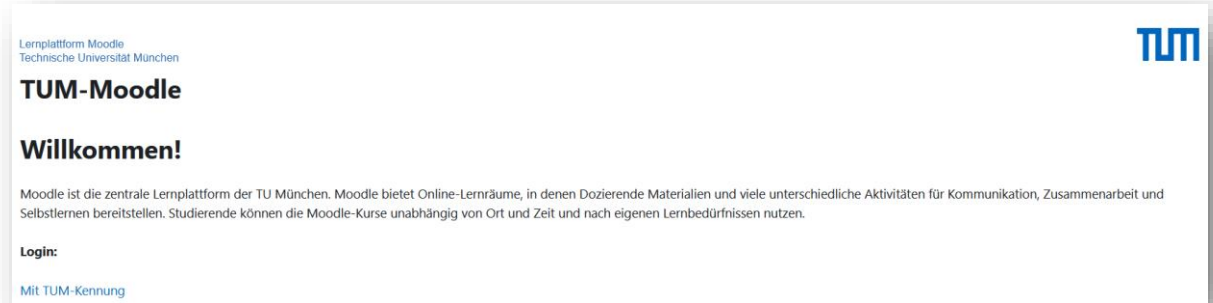 Lernplattform Moodle
Technische Universität München
TUM
TUM-Moodle
Willkommen!
Moodle ist die zentrale Lernplattform der TU München. Moodle bietet Online-Lernräume, in denen Dozierende Materialien und viele unterschiedliche Aktivitäten für Kommunikation, Zusammenarbeit und
Selbstlernen bereitstellen. Studierende können die Moodle-Kurse unabhängig von Ort und Zeit und nach eigenen Lernbedürfnissen nutzen.
Login:
Mit TUM-Kennung